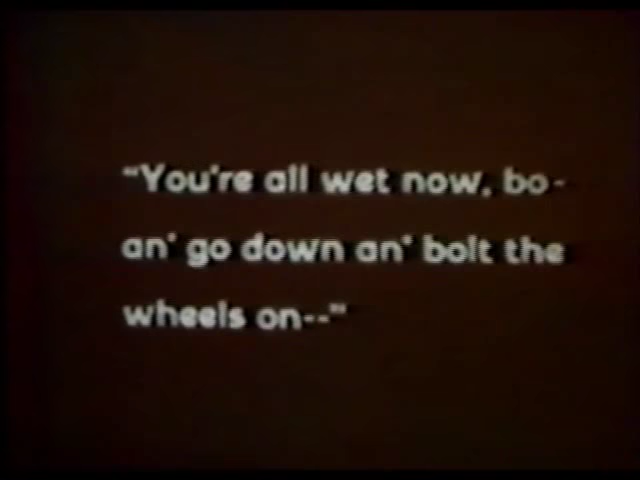 "You're all wet now, bo-
an' go down an' bolt the
wheels on--"